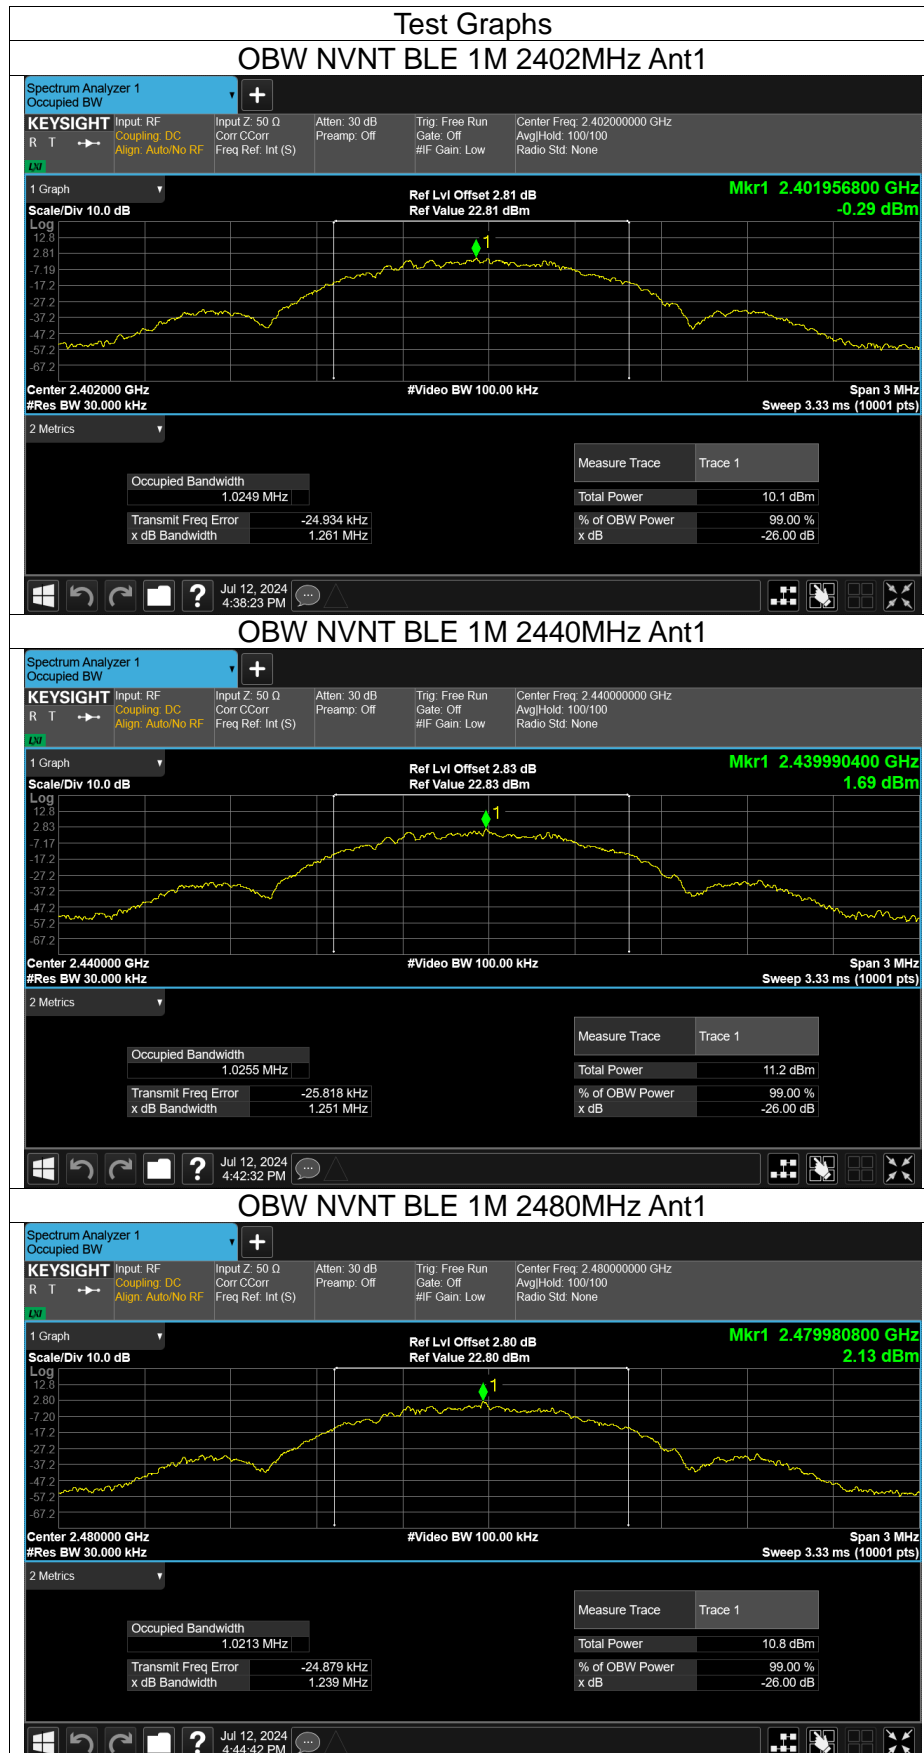 Test Graphs
OBW NVNT BLE 1M 2402MHz Ant1
Spectrum Analyzer 1
Occupied BW
KEYSIGHT Input: RF Input Z: 50 Ω Atten: 30 dB Trig: Free Run Center Freq: 2.402000000 GHz
R T Coupling: DC Corr CCorr Preamp: Off Gate: Off Avg|Hold: 100/100
Align: Auto/No RF Freq Ref: Int (S) #IF Gain: Low Radio Std: None
LXI
1 Graph Ref Lvl Offset 2.81 dB Mkr1 2.401956800 GHz
Scale/Div 10.0 dB Ref Value 22.81 dBm -0.29 dBm
Log
12.8
1
2.81
-7.19
-17.2
-27.2
-37.2
-47.2
-57.2
-67.2
Center 2.402000 GHz #Video BW 100.00 kHz Span 3 MHz
#Res BW 30.000 kHz Sweep 3.33 ms (10001 pts)
2 Metrics
Measure Trace Trace 1
Occupied Bandwidth
1.0249 MHz Total Power 10.1 dBm
Transmit Freq Error -24.934 kHz % of OBW Power 99.00 %
x dB Bandwidth 1.261 MHz x dB -26.00 dB
? Jul 12, 2024
4:38:23 PM
OBW NVNT BLE 1M 2440MHz Ant1
Spectrum Analyzer 1
Occupied BW
KEYSIGHT Input: RF Input Z: 50 Ω Atten: 30 dB Trig: Free Run Center Freq: 2.440000000 GHz
R T Coupling: DC Corr CCorr Preamp: Off Gate: Off Avg|Hold: 100/100
Align: Auto/No RF Freq Ref: Int (S) #IF Gain: Low Radio Std: None
LXI
1 Graph Ref Lvl Offset 2.83 dB Mkr1 2.439990400 GHz
Scale/Div 10.0 dB Ref Value 22.83 dBm 1.69 dBm
Log
12.8
1
2.83
-7.17
-17.2
-27.2
-37.2
-47.2
-57.2
-67.2
Center 2.440000 GHz #Video BW 100.00 kHz Span 3 MHz
#Res BW 30.000 kHz Sweep 3.33 ms (10001 pts)
2 Metrics
Measure Trace Trace 1
Occupied Bandwidth
1.0255 MHz Total Power 11.2 dBm
Transmit Freq Error -25.818 kHz % of OBW Power 99.00 %
x dB Bandwidth 1.251 MHz x dB -26.00 dB
? Jul 12, 2024
4:42:32 PM
OBW NVNT BLE 1M 2480MHz Ant1
Spectrum Analyzer 1
Occupied BW
KEYSIGHT Input: RF Input Z: 50 Ω Atten: 30 dB Trig: Free Run Center Freq: 2.480000000 GHz
R T Coupling: DC Corr CCorr Preamp: Off Gate: Off Avg|Hold: 100/100
Align: Auto/No RF Freq Ref: Int (S) #IF Gain: Low Radio Std: None
LXI
1 Graph Ref Lvl Offset 2.80 dB Mkr1 2.479980800 GHz
Scale/Div 10.0 dB Ref Value 22.80 dBm 2.13 dBm
Log
12.8
1
2.80
-7.20
-17.2
-27.2
-37.2
-47.2
-57.2
-67.2
Center 2.480000 GHz #Video BW 100.00 kHz Span 3 MHz
#Res BW 30.000 kHz Sweep 3.33 ms (10001 pts)
2 Metrics
Measure Trace Trace 1
Occupied Bandwidth
1.0213 MHz Total Power 10.8 dBm
Transmit Freq Error -24.879 kHz % of OBW Power 99.00 %
x dB Bandwidth 1.239 MHz x dB -26.00 dB
? Jul 12, 2024
4:44:42 PM